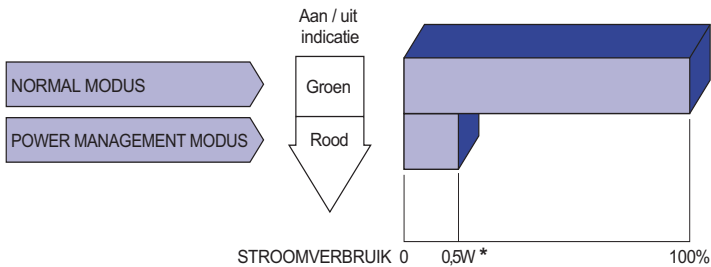 Aan / uit
indicatie
NORMAL MODUS
Groen
POWER MANAGEMENT MODUS
Rood
STROOMVERBRUIK 0 0,5W * 100%